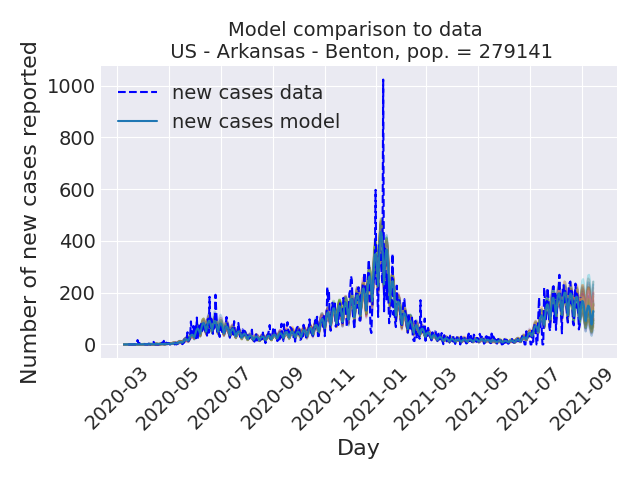 Model comparison to data
US - Arkansas - Benton, pop. = 279141
Number of new cases reported
1000
800
600
400
200
0
new cases data
new cases model
2020-03
2020-05
2020-07
2020-09
2020-11
2021-01
2021-03
2021-05
2021-07
2021-09
Day